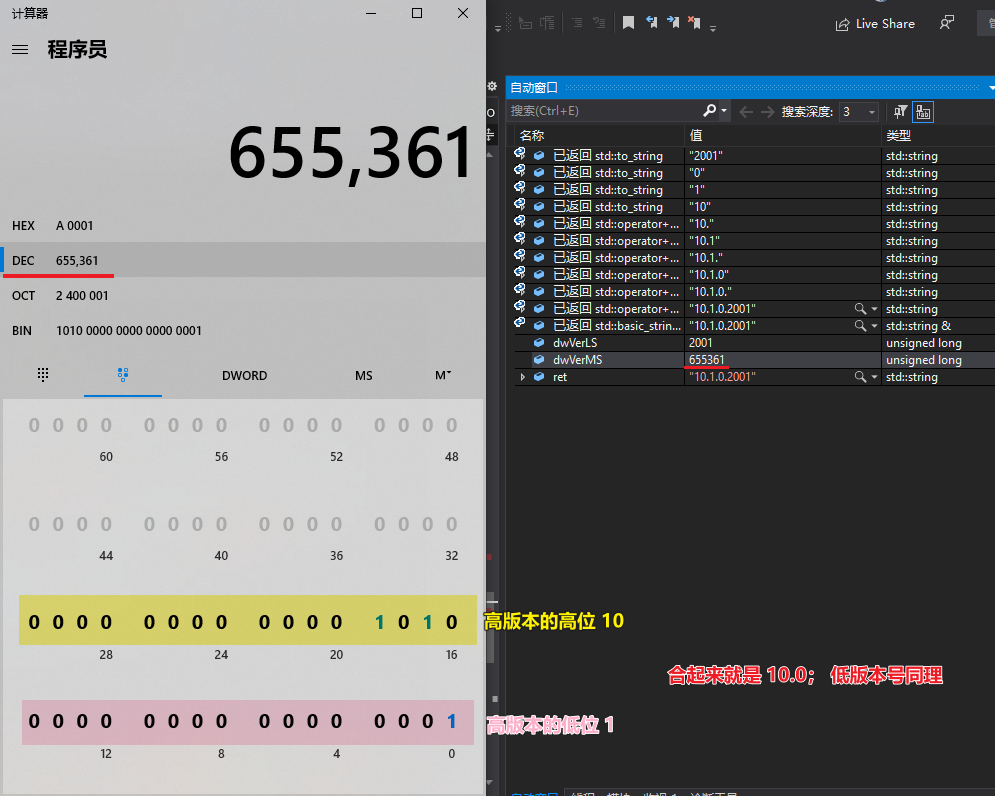 计算器
程序员
655,361
HEX A 0001
DEC 655,361
OCT 2 400 001
BIN 1010 0000 0000 0000 0001
DWORD MS M
0 0 0 0 0 0 0 0 0 0 0 0 0 0 0 0
60 56 52 48
0 0 0 0 0 0 0 0 0 0 0 0 0 0 0 0
44 40 36 32
0 0 0 0 0 0 0 0 0 0 0 0 1 0 1 0
28 24 20 16
0 0 0 0 0 0 0 0 0 0 0 0 0 0 0 1
12 8 4 0
高版本的高位 10
高版本的低位 1
合起来就是 10.0； 低版本号同理
Live Share
自动窗口
搜索(Ctrl+E) 搜索深度: 3
名称 值 类型
已返回 std::to_string "2001" std::string
已返回 std::to_string "0" std::string
已返回 std::to_string "1" std::string
已返回 std::to_string "10" std::string
已返回 std::operator+... "10." std::string
已返回 std::operator+... "10.1" std::string
已返回 std::operator+... "10.1." std::string
已返回 std::operator+... "10.1.0" std::string
已返回 std::operator+... "10.1.0." std::string
已返回 std::operator+... "10.1.0.2001" std::string
已返回 std::basic_strin... "10.1.0.2001" std::string &
dwVerLS 2001 unsigned long
dwVerMS 655361 unsigned long
ret "10.1.0.2001" std::string